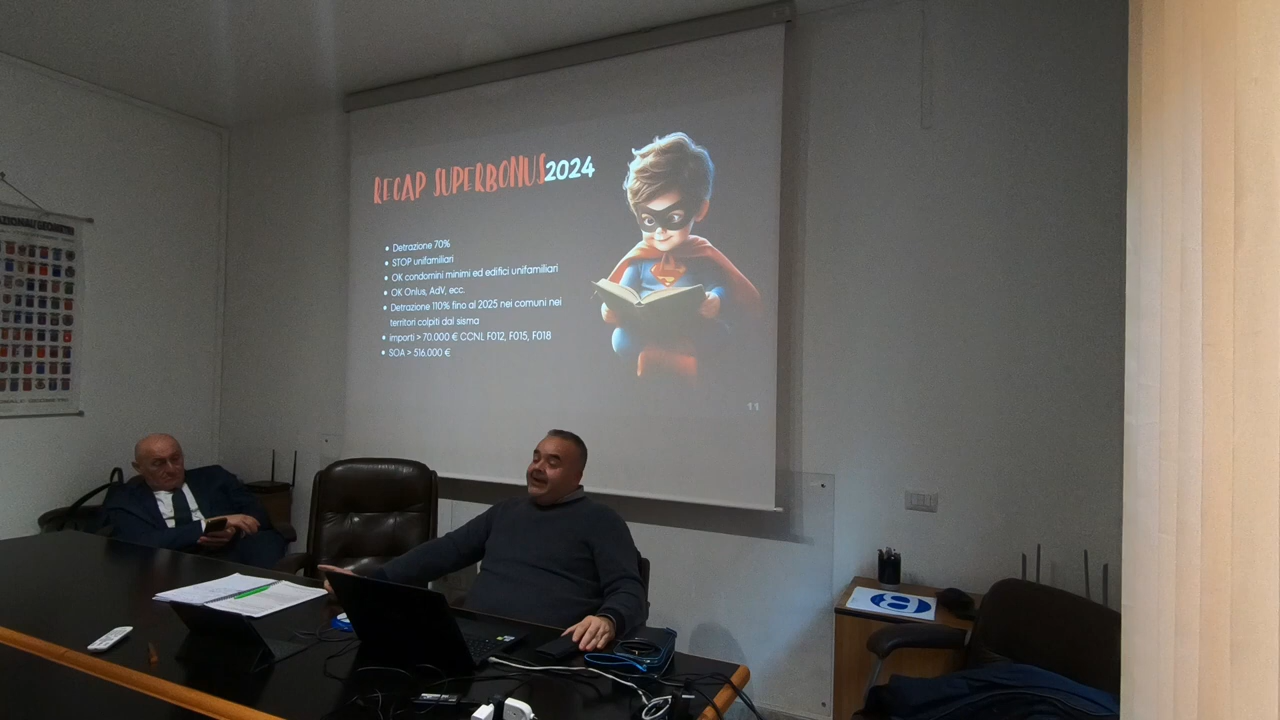 RECAP SUPERBONUS 2024
Detrazione 70%
STOP unifamiliari
OK condomini minimi ed edifici unifamiliari
OK Onlus, AdV, ecc.
Detrazione 110% fino al 2025 nei comuni nei
territori colpiti dal sisma
importi > 70.000 € CCNL F012, F015, F018
SOA > 516.000 €
11